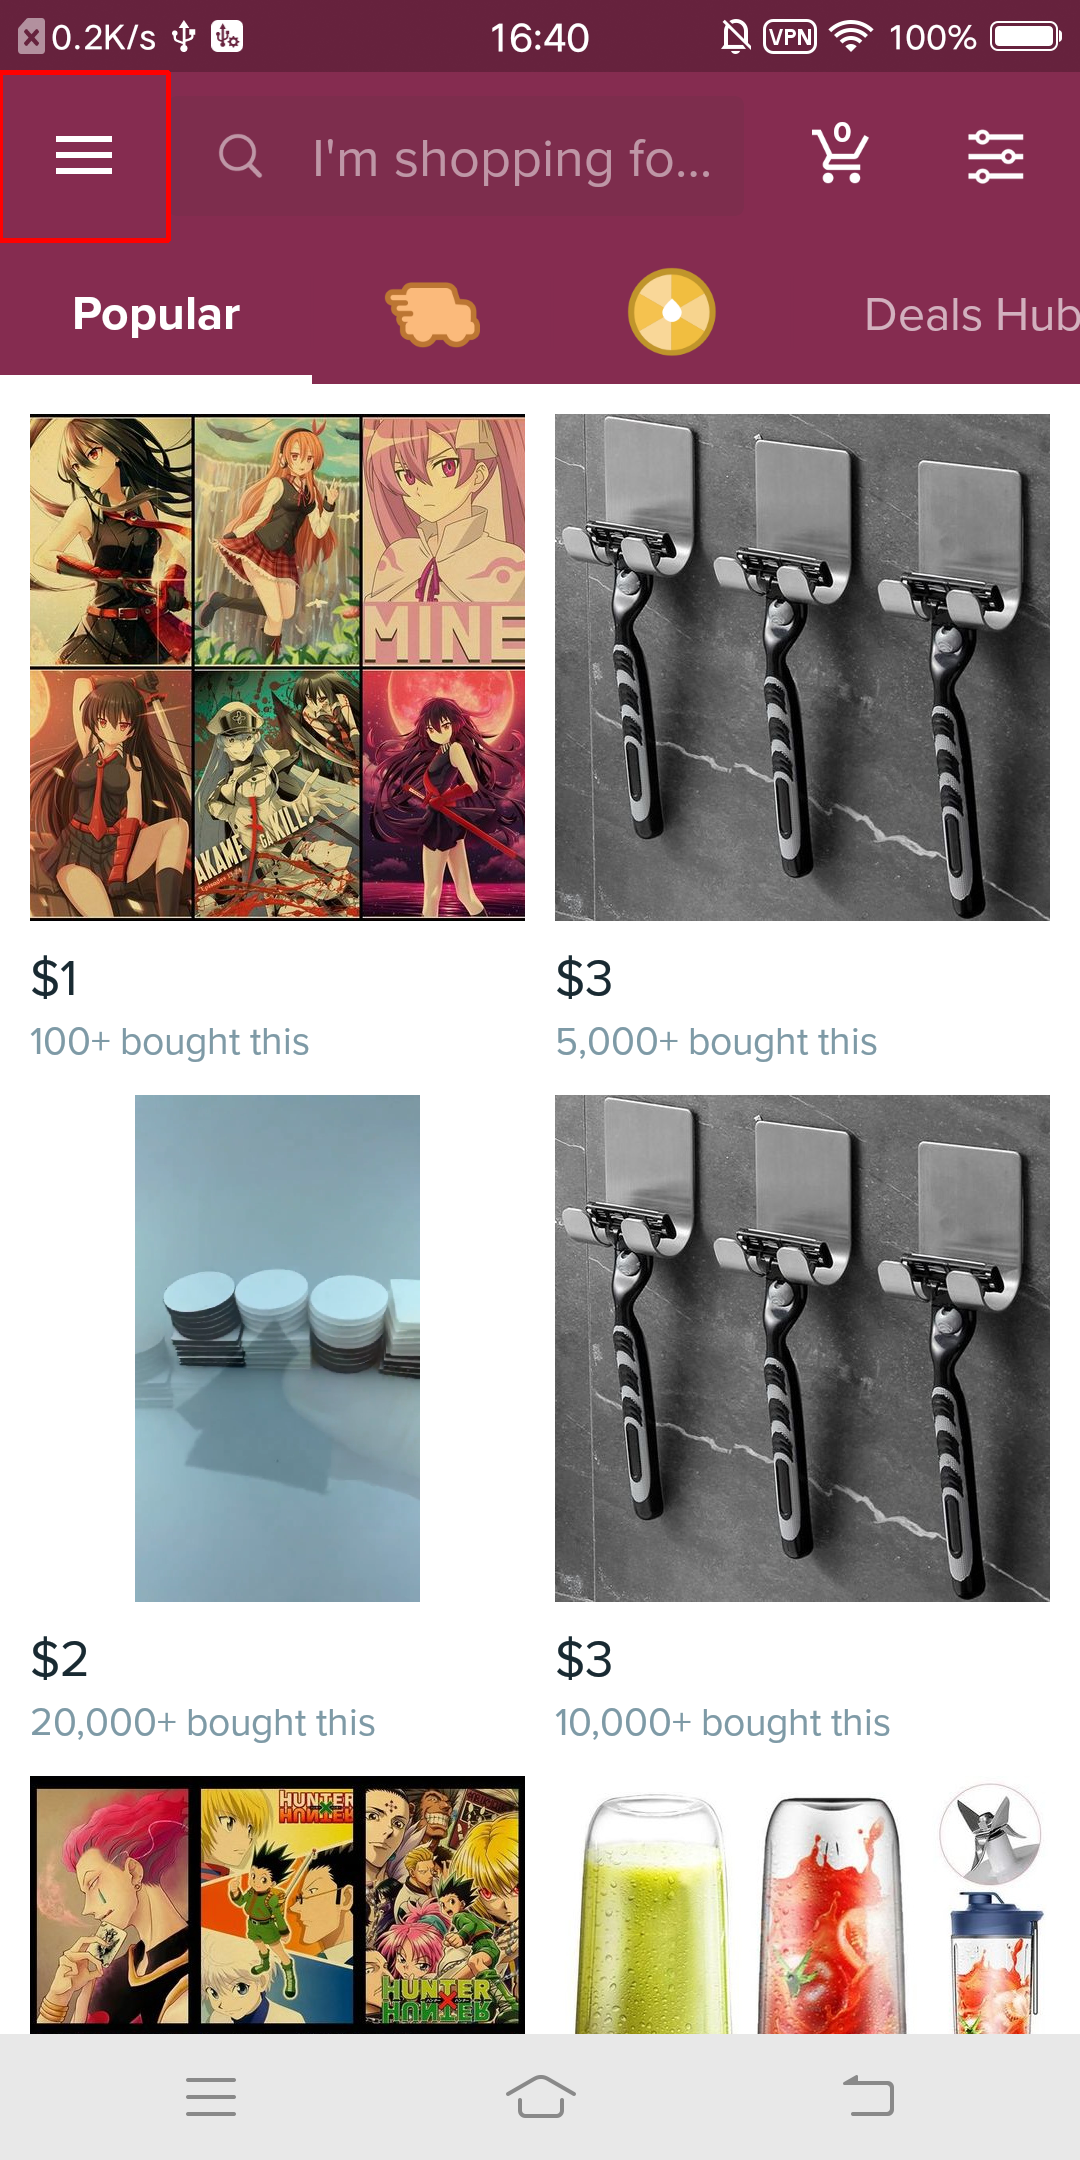 0.2K/s
16:40
VPN
100%
I'm shopping fo...
0
Popular
Deals Hub
MINE
AKAME GA KILL!
$1
100+ bought this
$3
5,000+ bought this
$2
20,000+ bought this
$3
10,000+ bought this
HUNTER
HUNTER
HUNTER
HUNTER